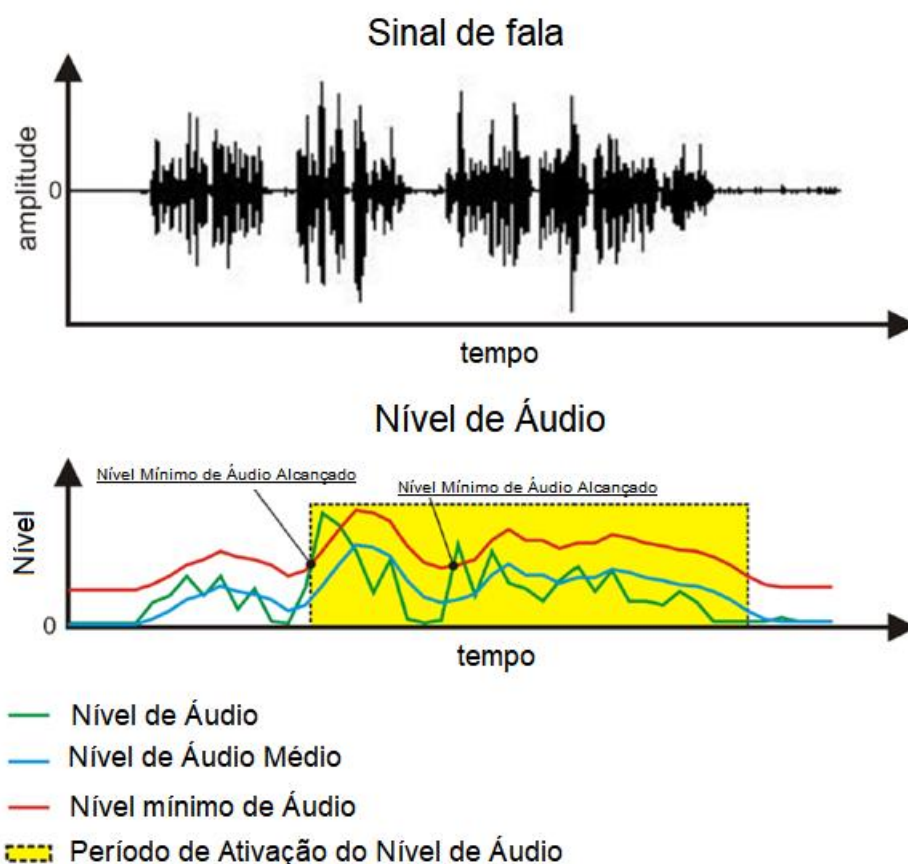 Sinal de fala
amplitude
0
tempo
Nível de Áudio
Nível Mínimo de Áudio Alcançado
Nível Mínimo de Áudio Alcançado
Nível
0
tempo
Nível de Áudio
Nível de Áudio Médio
Nível mínimo de Áudio
Período de Ativação do Nível de Áudio